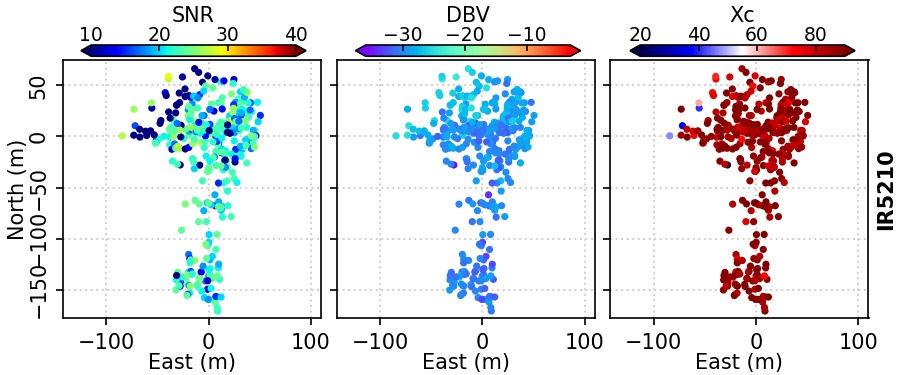 SNR DBV Xc
10 20 30 40 −30 −20 −10 20 40 60 80
North (m)
50
0
−50
−100
−150
IR5210
−100 0 100 −100 0 100 −100 0 100
East (m) East (m) East (m)